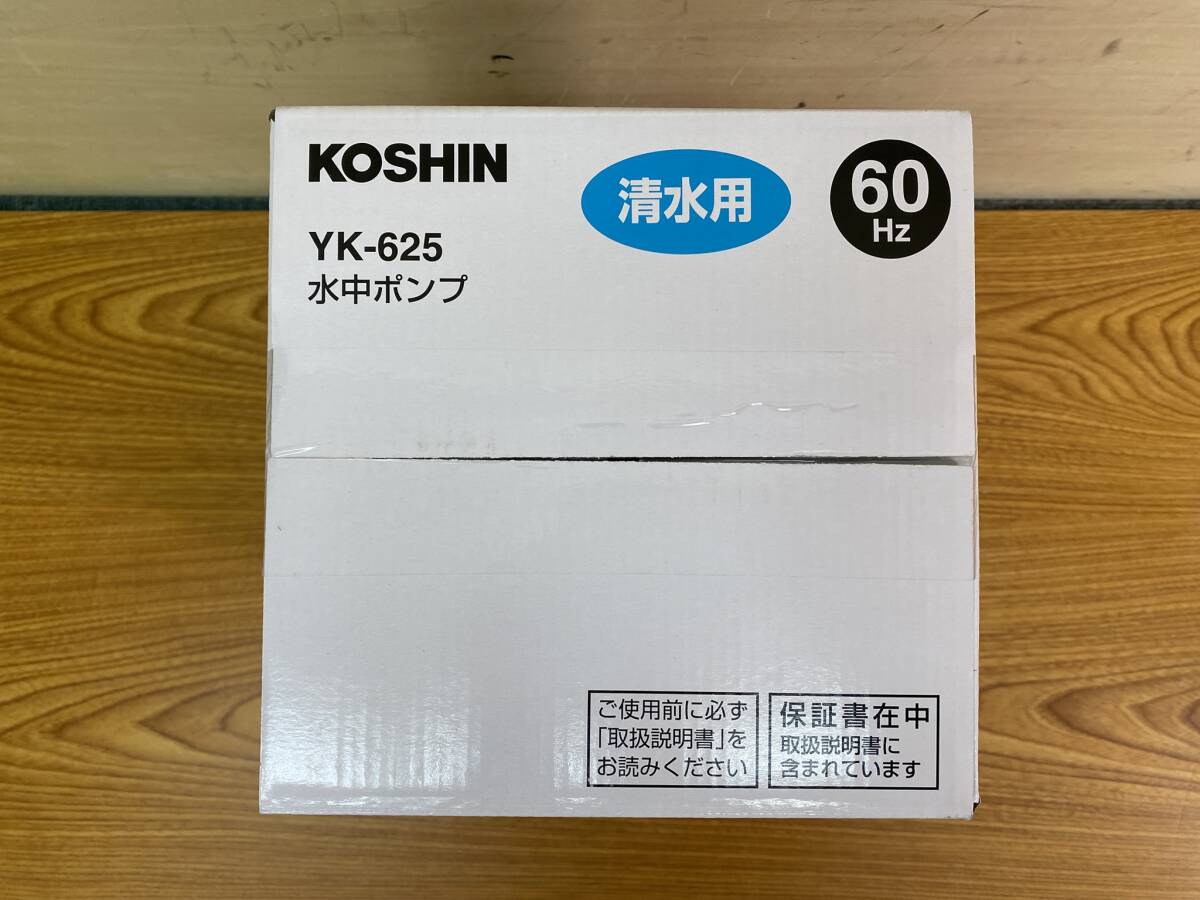 KOSHIN
清水用
60
Hz
YK-625
水中ポンプ
ご使用前に必ず
「取扱説明書」を
お読みください
保証書在中
取扱説明書に
含まれています